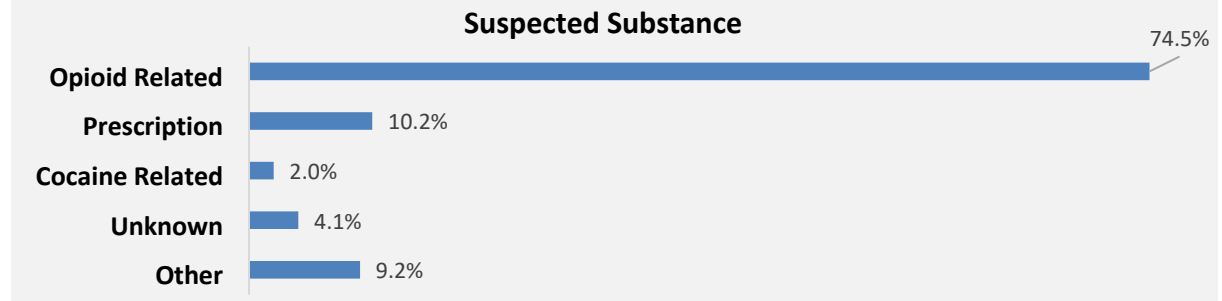 Suspected Substance
74.5%
Opioid Related
Prescription 10.2%
Cocaine Related 2.0%
Unknown 4.1%
Other 9.2%